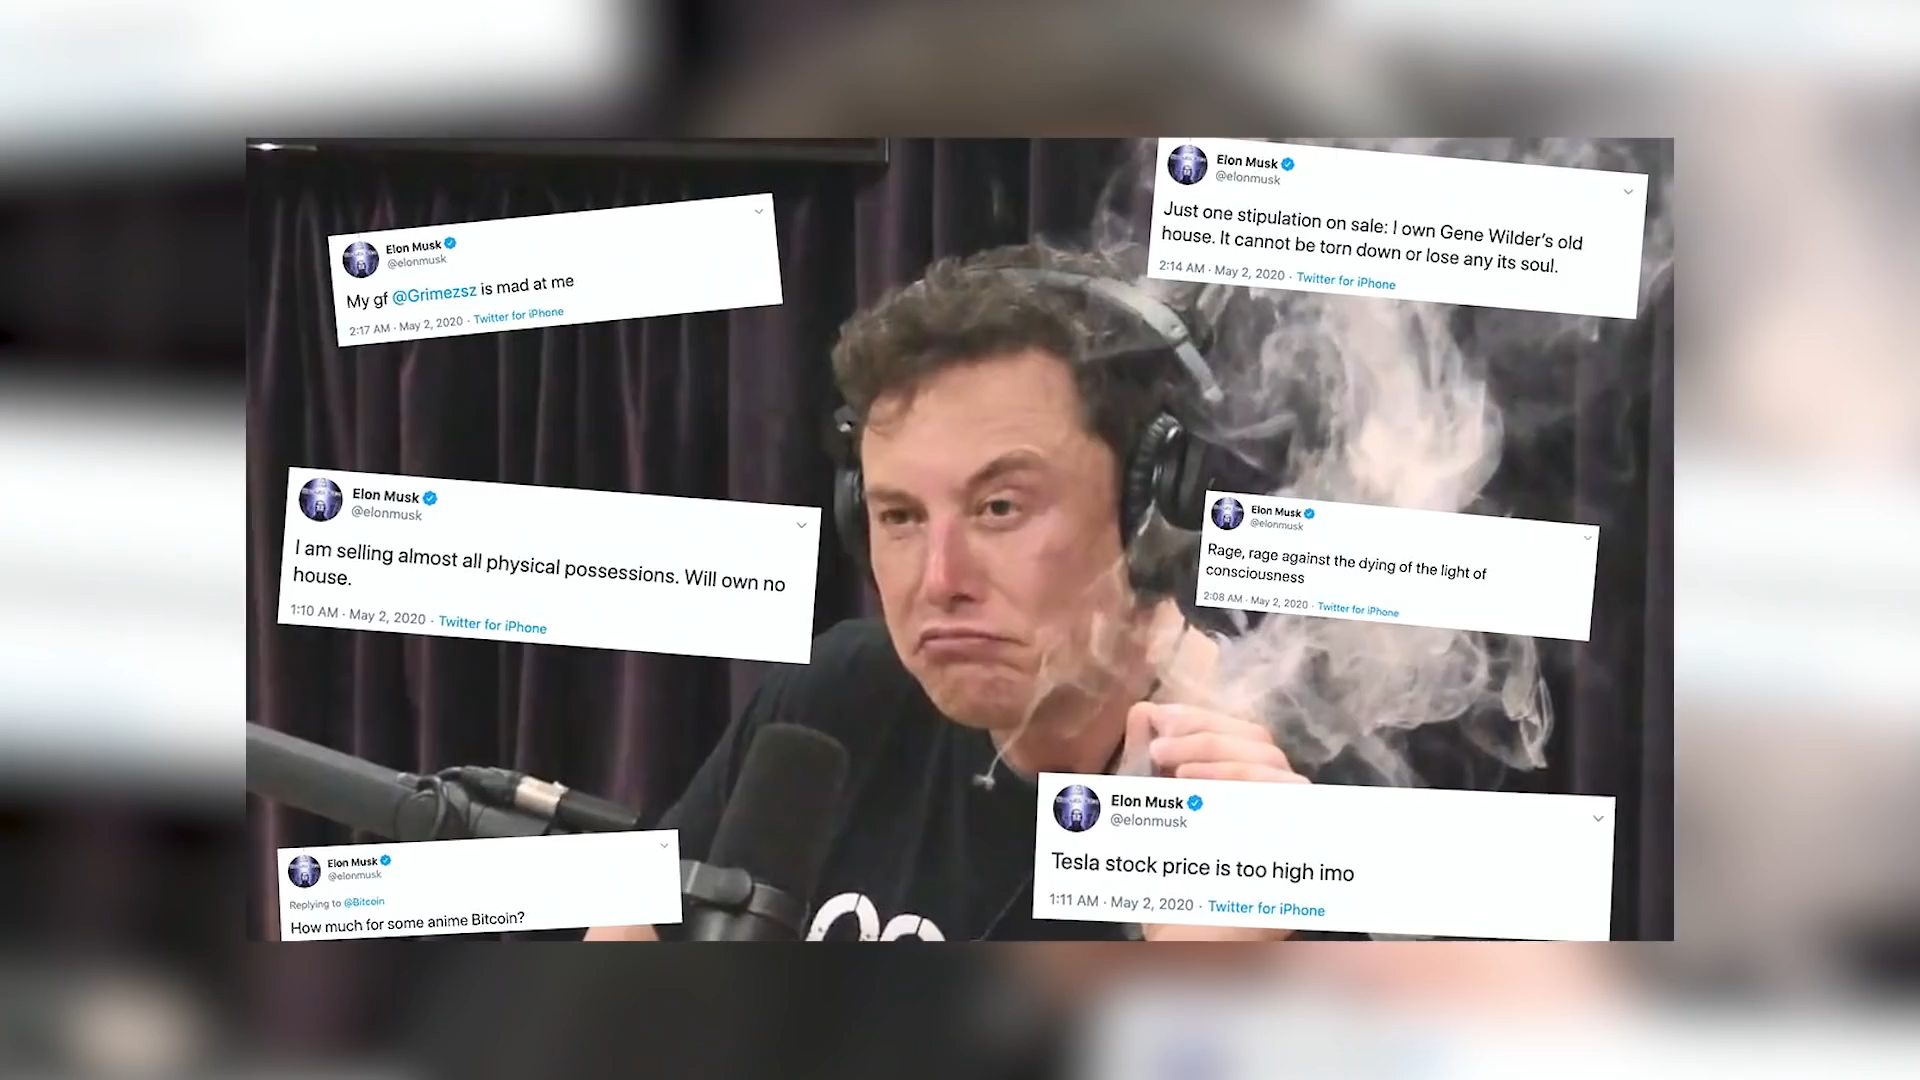 Elon Musk
@elonmusk
My gf @Grimezsz is mad at me
2:17 AM · May 2, 2020 · Twitter for iPhone
Elon Musk
@elonmusk
Just one stipulation on sale: I own Gene Wilder's old
house. It cannot be torn down or lose any its soul.
2:14 AM · May 2, 2020 · Twitter for iPhone
Elon Musk
@elonmusk
I am selling almost all physical possessions. Will own no
house.
1:10 AM · May 2, 2020 · Twitter for iPhone
Elon Musk
@elonmusk
Rage, rage against the dying of the light of
consciousness
2:08 AM · May 2, 2020 · Twitter for iPhone
Elon Musk
@elonmusk
Replying to @Bitcoin
How much for some anime Bitcoin?
Elon Musk
@elonmusk
Tesla stock price is too high imo
1:11 AM · May 2, 2020 · Twitter for iPhone